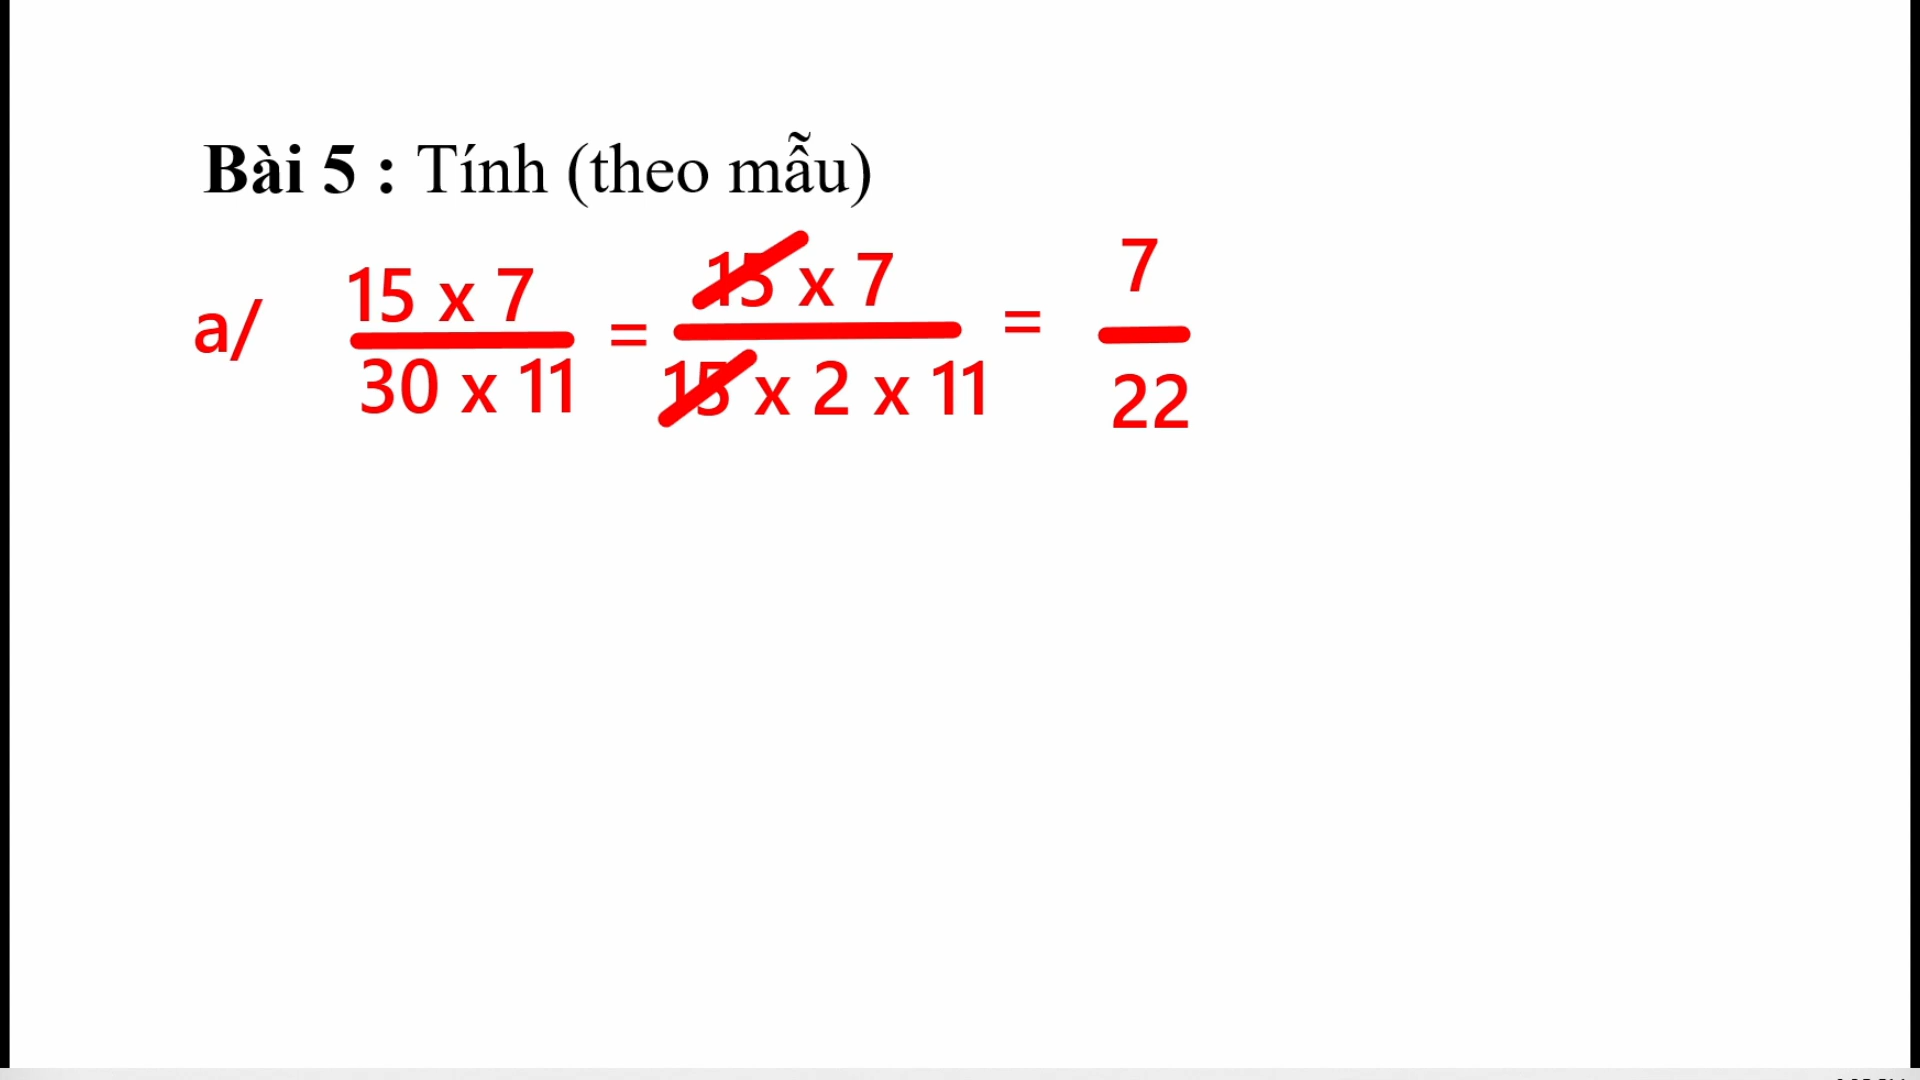 Bài 5 : Tính (theo mẫu)
a/ 15 x 7 / 30 x 11 = 15 x 7 / 15 x 2 x 11 = 7 / 22